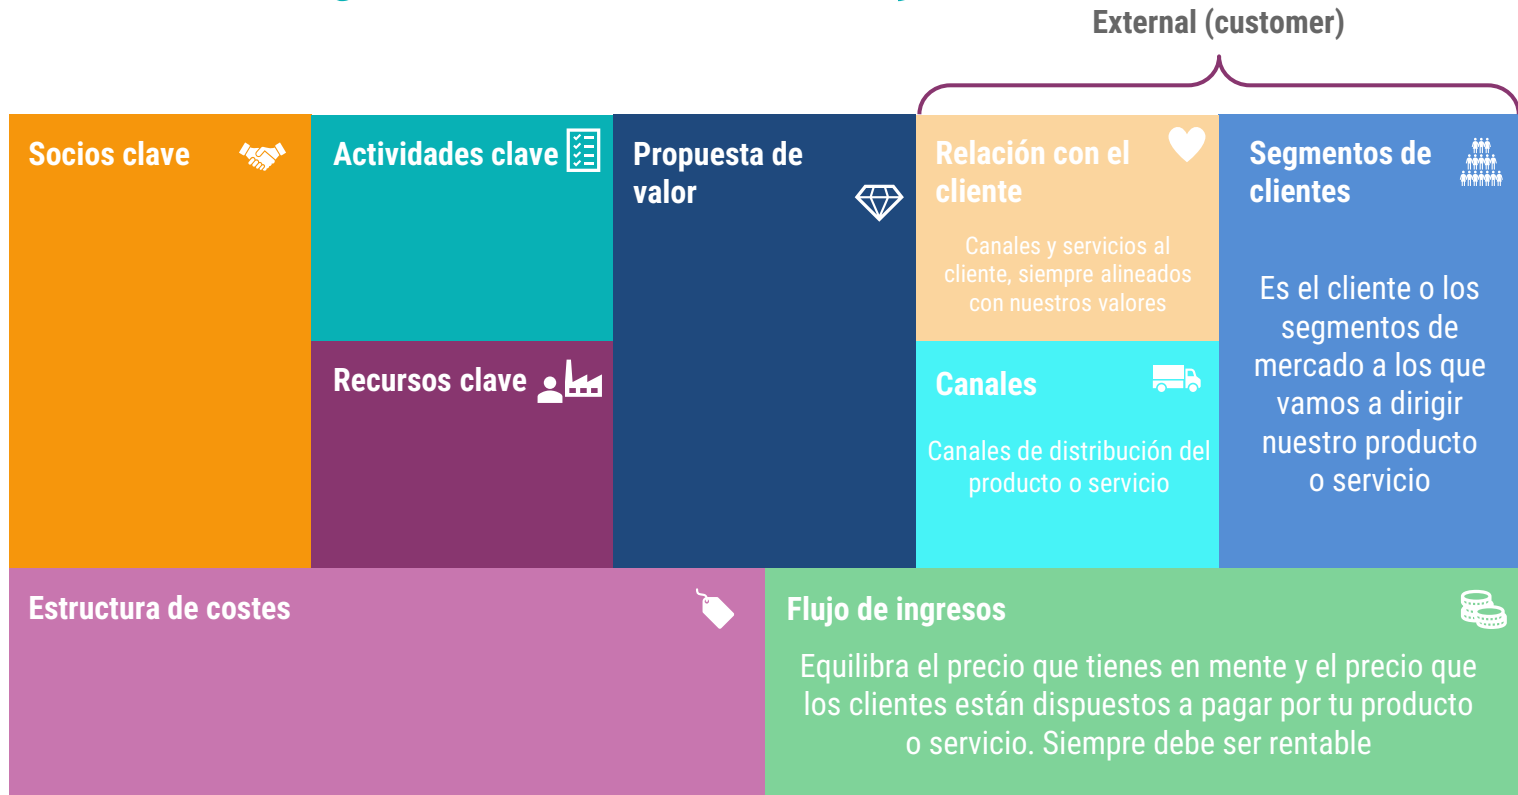 External (customer)
Socios clave
Actividades clave
Propuesta de
valor
Relación con el
cliente
Canales y servicios al
cliente, siempre alineados
con nuestros valores
Segmentos de
clientes
Es el cliente o los
segmentos de
mercado a los que
vamos a dirigir
nuestro producto
o servicio
Recursos clave
Canales
Canales de distribución del
producto o servicio
Estructura de costes
Flujo de ingresos
Equilibra el precio que tienes en mente y el precio que
los clientes están dispuestos a pagar por tu producto
o servicio. Siempre debe ser rentable